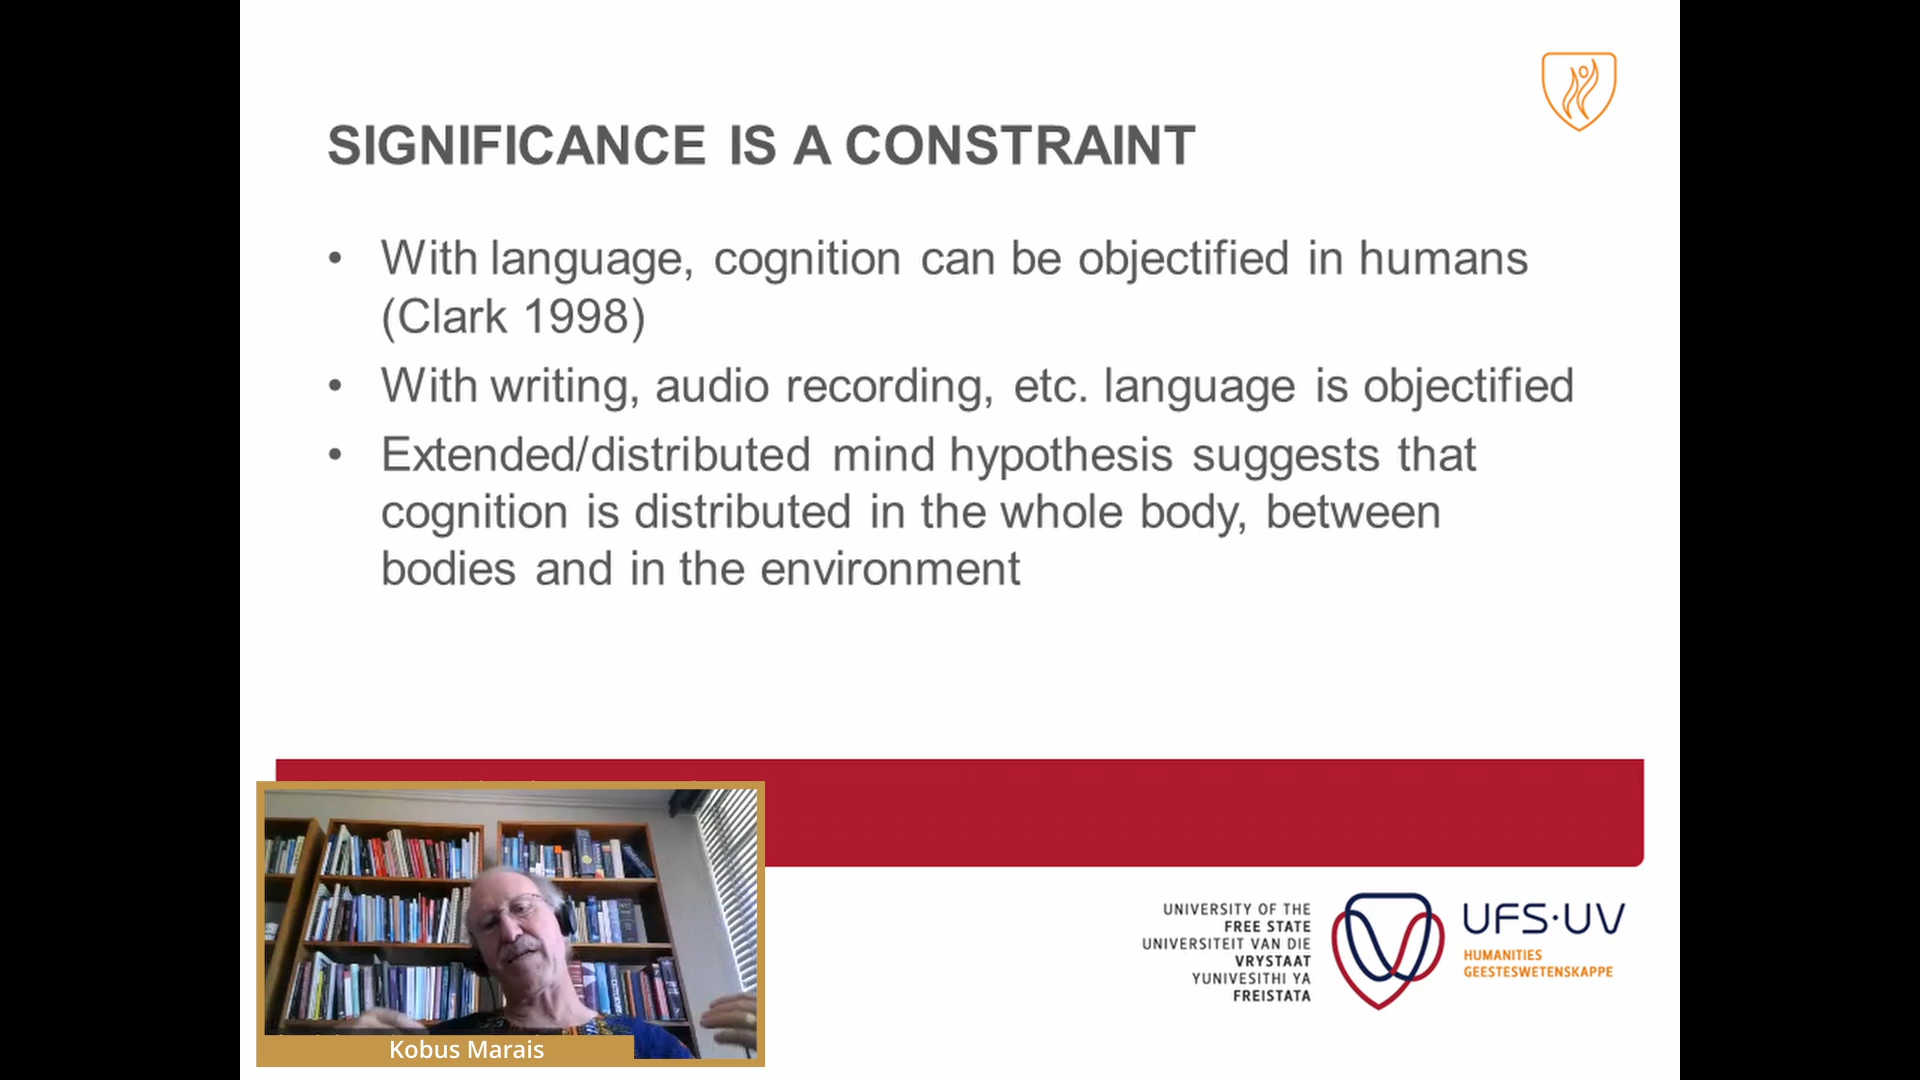 SIGNIFICANCE IS A CONSTRAINT
• With language, cognition can be objectified in humans
(Clark 1998)
• With writing, audio recording, etc. language is objectified
• Extended/distributed mind hypothesis suggests that
cognition is distributed in the whole body, between
bodies and in the environment
UNIVERSITY OF THE
FREE STATE
UNIVERSITEIT VAN DIE
VRYSTAAT
YUNIVESITHI YA
FREISTATA
UFS·UV
HUMANITIES
GEESTESWETENSKAPPE
Kobus Marais